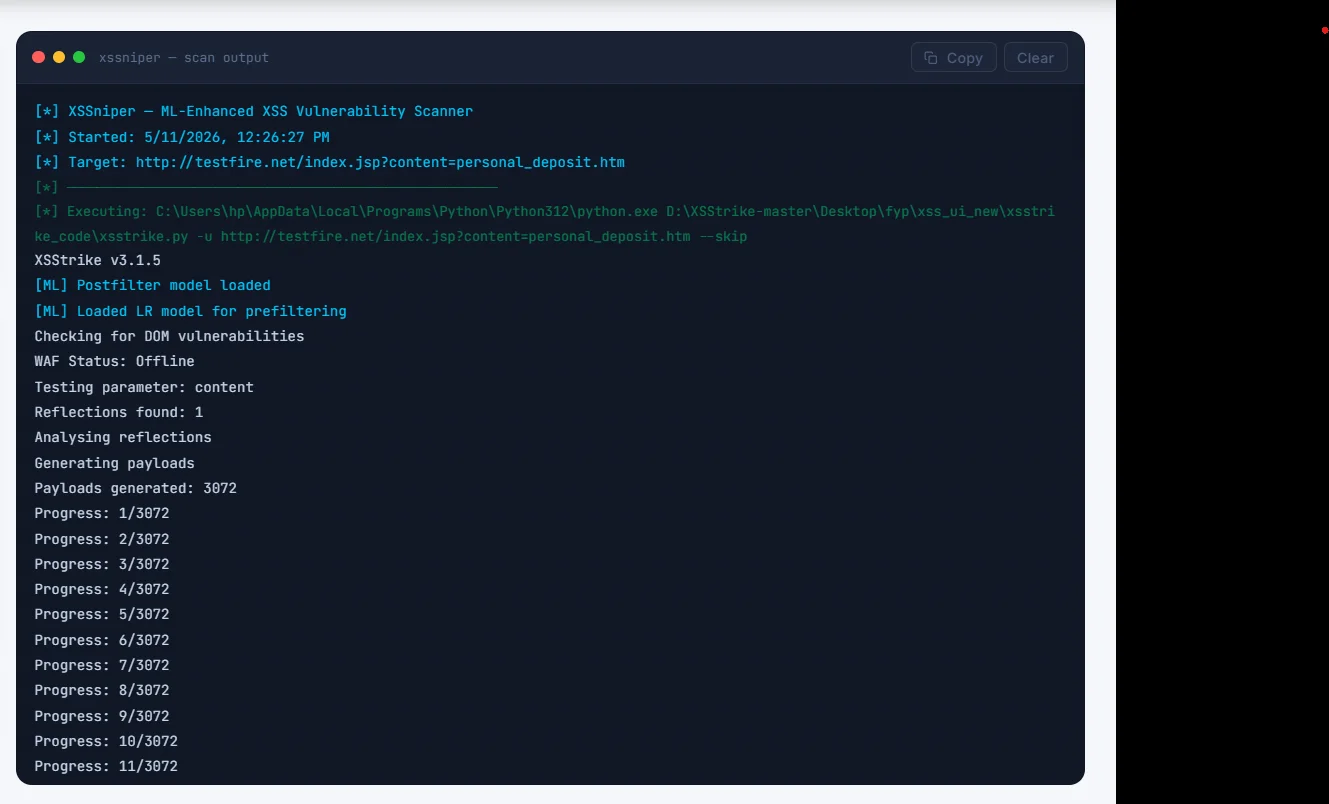 xssniper — scan output
Copy
Clear
[*] XSSniper — ML-Enhanced XSS Vulnerability Scanner
[*] Started: 5/11/2026, 12:26:27 PM
[*] Target: http://testfire.net/index.jsp?content=personal_deposit.htm
[*] ───────────────────────────────────────────────────
[*] Executing: C:\Users\hp\AppData\Local\Programs\Python\Python312\python.exe D:\XSStrike-master\Desktop\fyp\xss_ui_new\xsstri
ke_code\xsstrike.py -u http://testfire.net/index.jsp?content=personal_deposit.htm --skip
XSStrike v3.1.5
[ML] Postfilter model loaded
[ML] Loaded LR model for prefiltering
Checking for DOM vulnerabilities
WAF Status: Offline
Testing parameter: content
Reflections found: 1
Analysing reflections
Generating payloads
Payloads generated: 3072
Progress: 1/3072
Progress: 2/3072
Progress: 3/3072
Progress: 4/3072
Progress: 5/3072
Progress: 6/3072
Progress: 7/3072
Progress: 8/3072
Progress: 9/3072
Progress: 10/3072
Progress: 11/3072